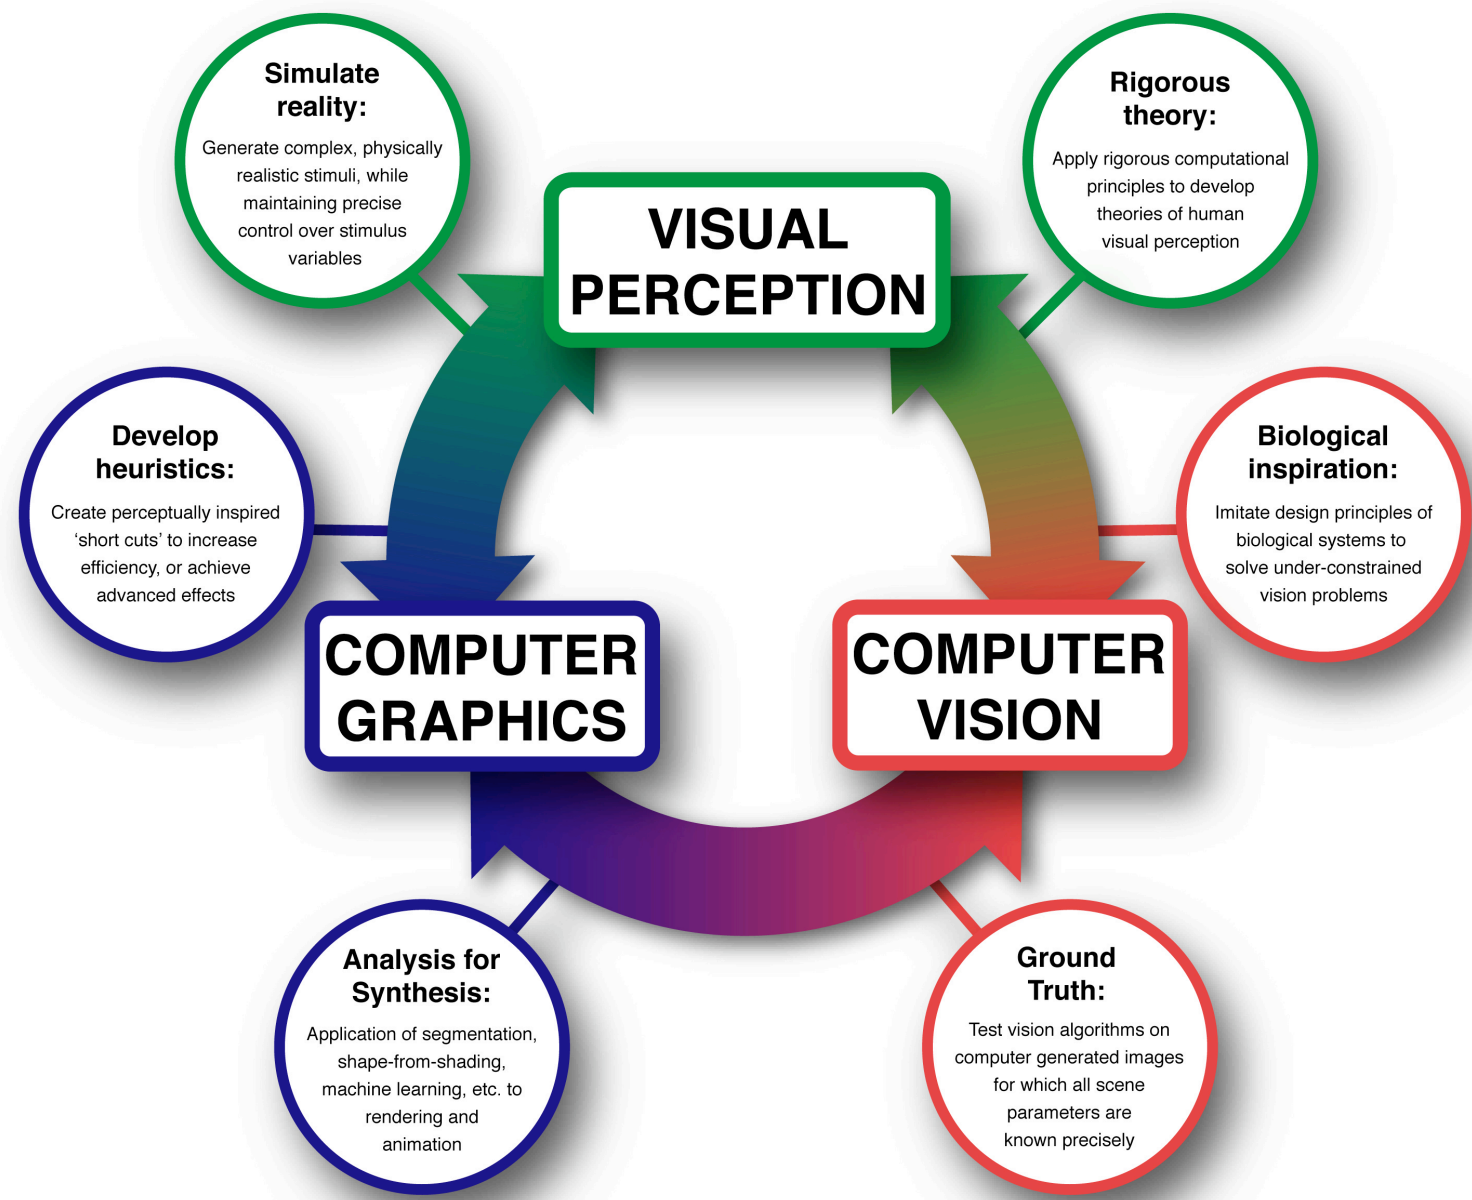 Simulate
reality:
Generate complex, physically
realistic stimuli, while
maintaining precise
control over stimulus
variables
Rigorous
theory:
Apply rigorous computational
principles to develop
theories of human
visual perception
VISUAL
PERCEPTION
Develop
heuristics:
Create perceptually inspired
‘short cuts’ to increase
efficiency, or achieve
advanced effects
Biological
inspiration:
Imitate design principles of
biological systems to
solve under-constrained
vision problems
COMPUTER
GRAPHICS
COMPUTER
VISION
Analysis for
Synthesis:
Application of segmentation,
shape-from-shading,
machine learning, etc. to
rendering and
animation
Ground
Truth:
Test vision algorithms on
computer generated images
for which all scene
parameters are
known precisely